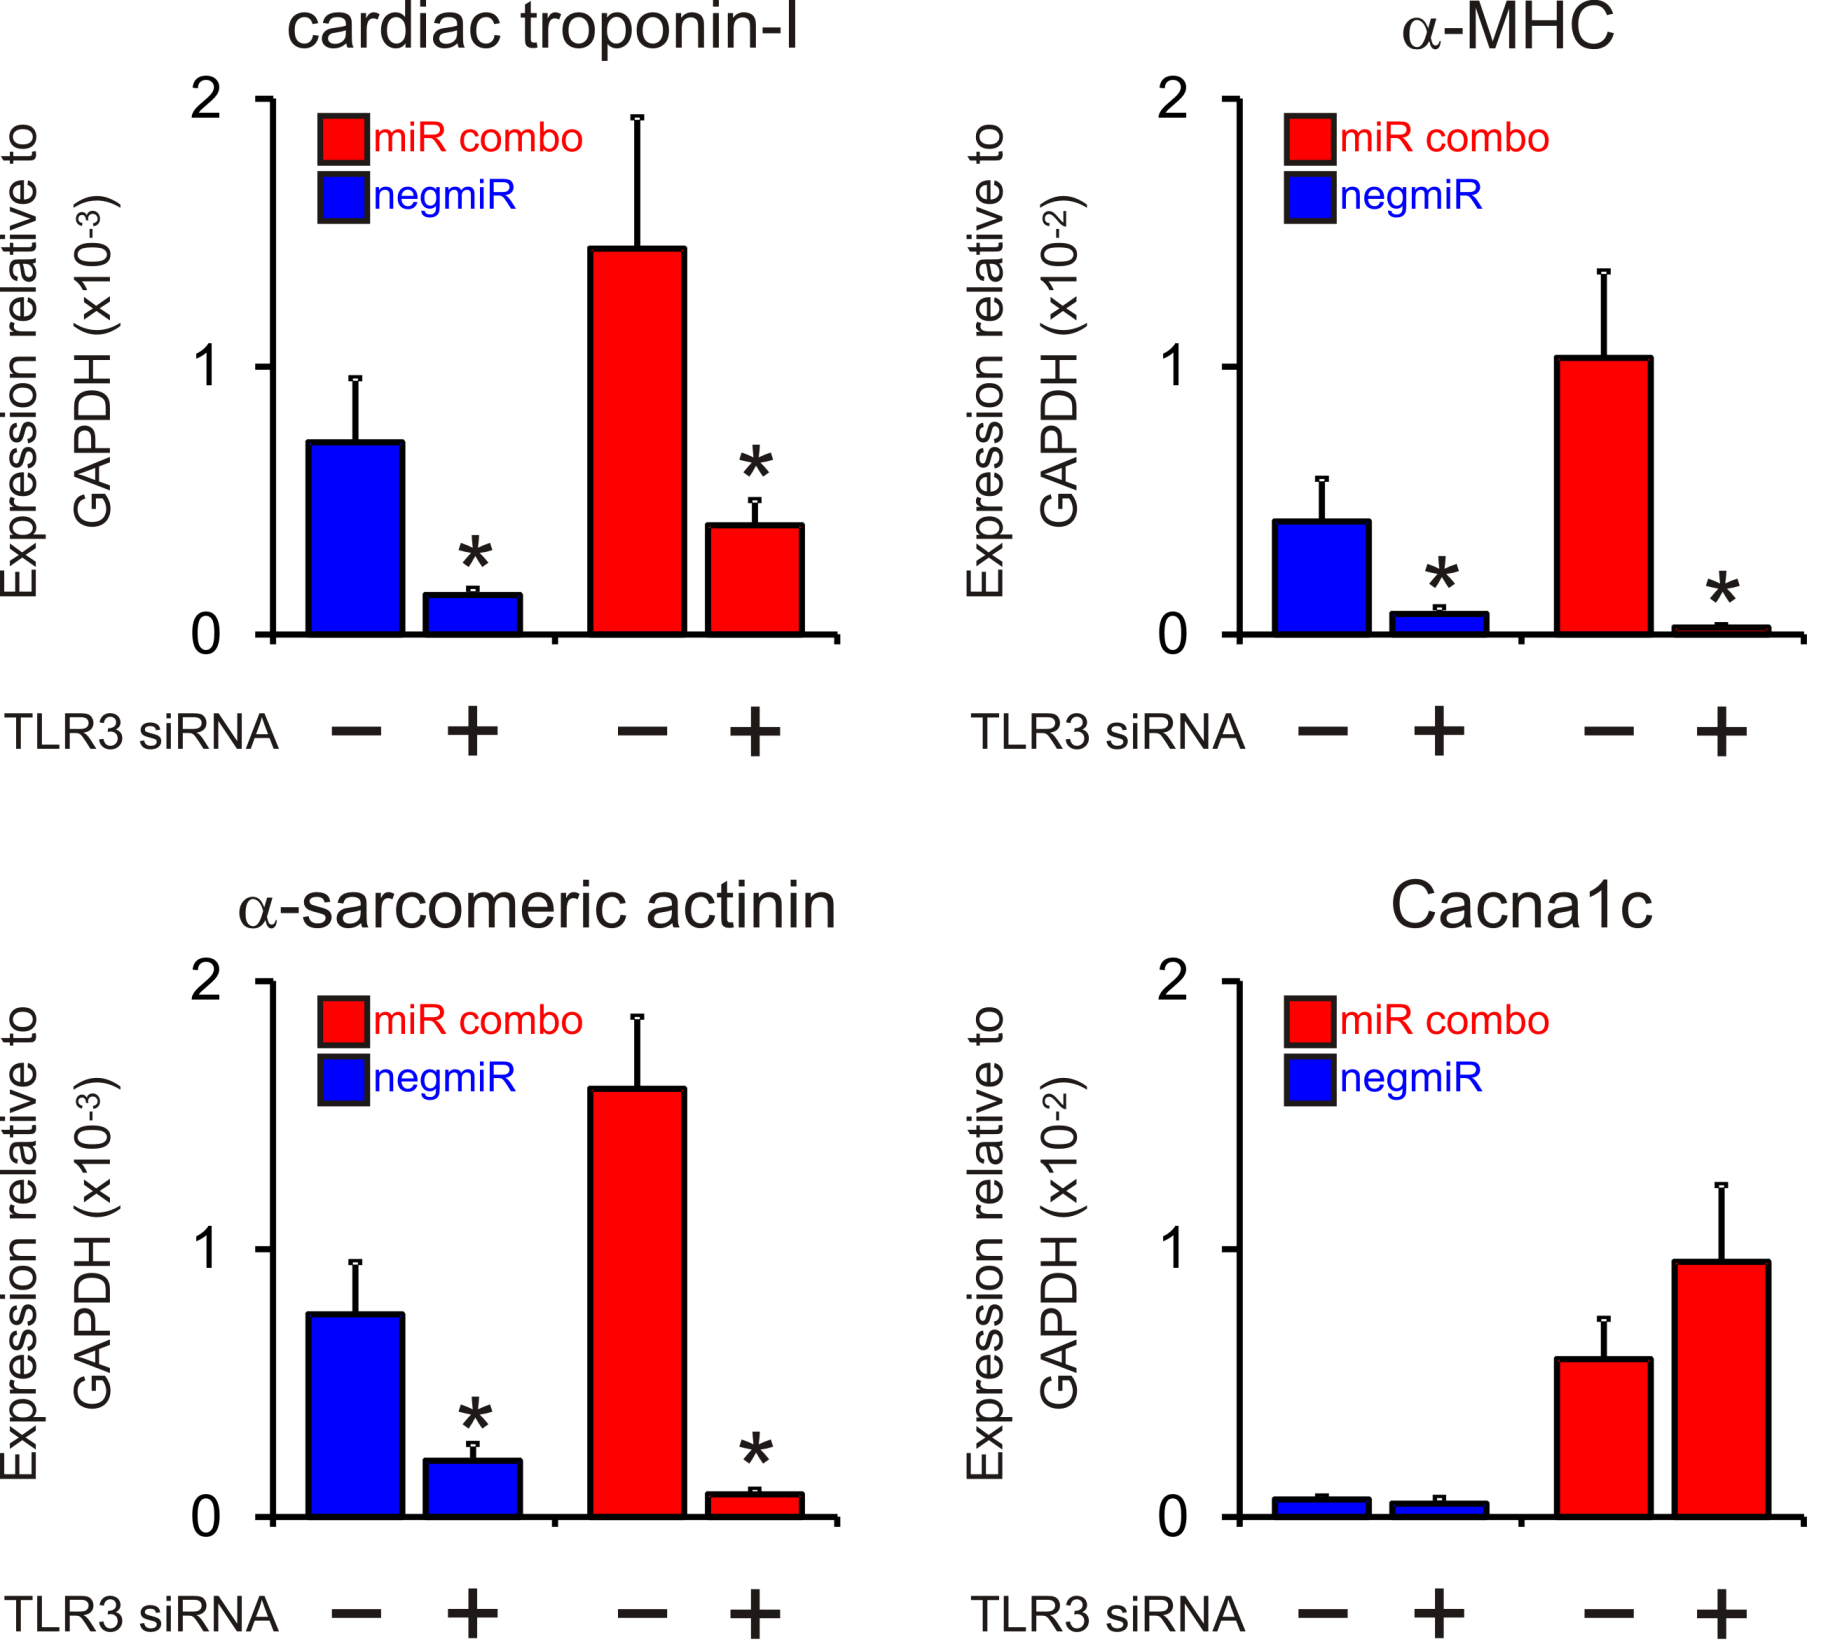 cardiac troponin-I
Expression relative to
GAPDH (x10-3)
2
1
0
miR combo
negmiR
*
*
TLR3 siRNA − + − +
α-MHC
Expression relative to
GAPDH (x10-2)
2
1
0
miR combo
negmiR
*
*
TLR3 siRNA − + − +
α-sarcomeric actinin
Expression relative to
GAPDH (x10-3)
2
1
0
miR combo
negmiR
*
*
TLR3 siRNA − + − +
Cacna1c
Expression relative to
GAPDH (x10-2)
2
1
0
miR combo
negmiR
TLR3 siRNA − + − +